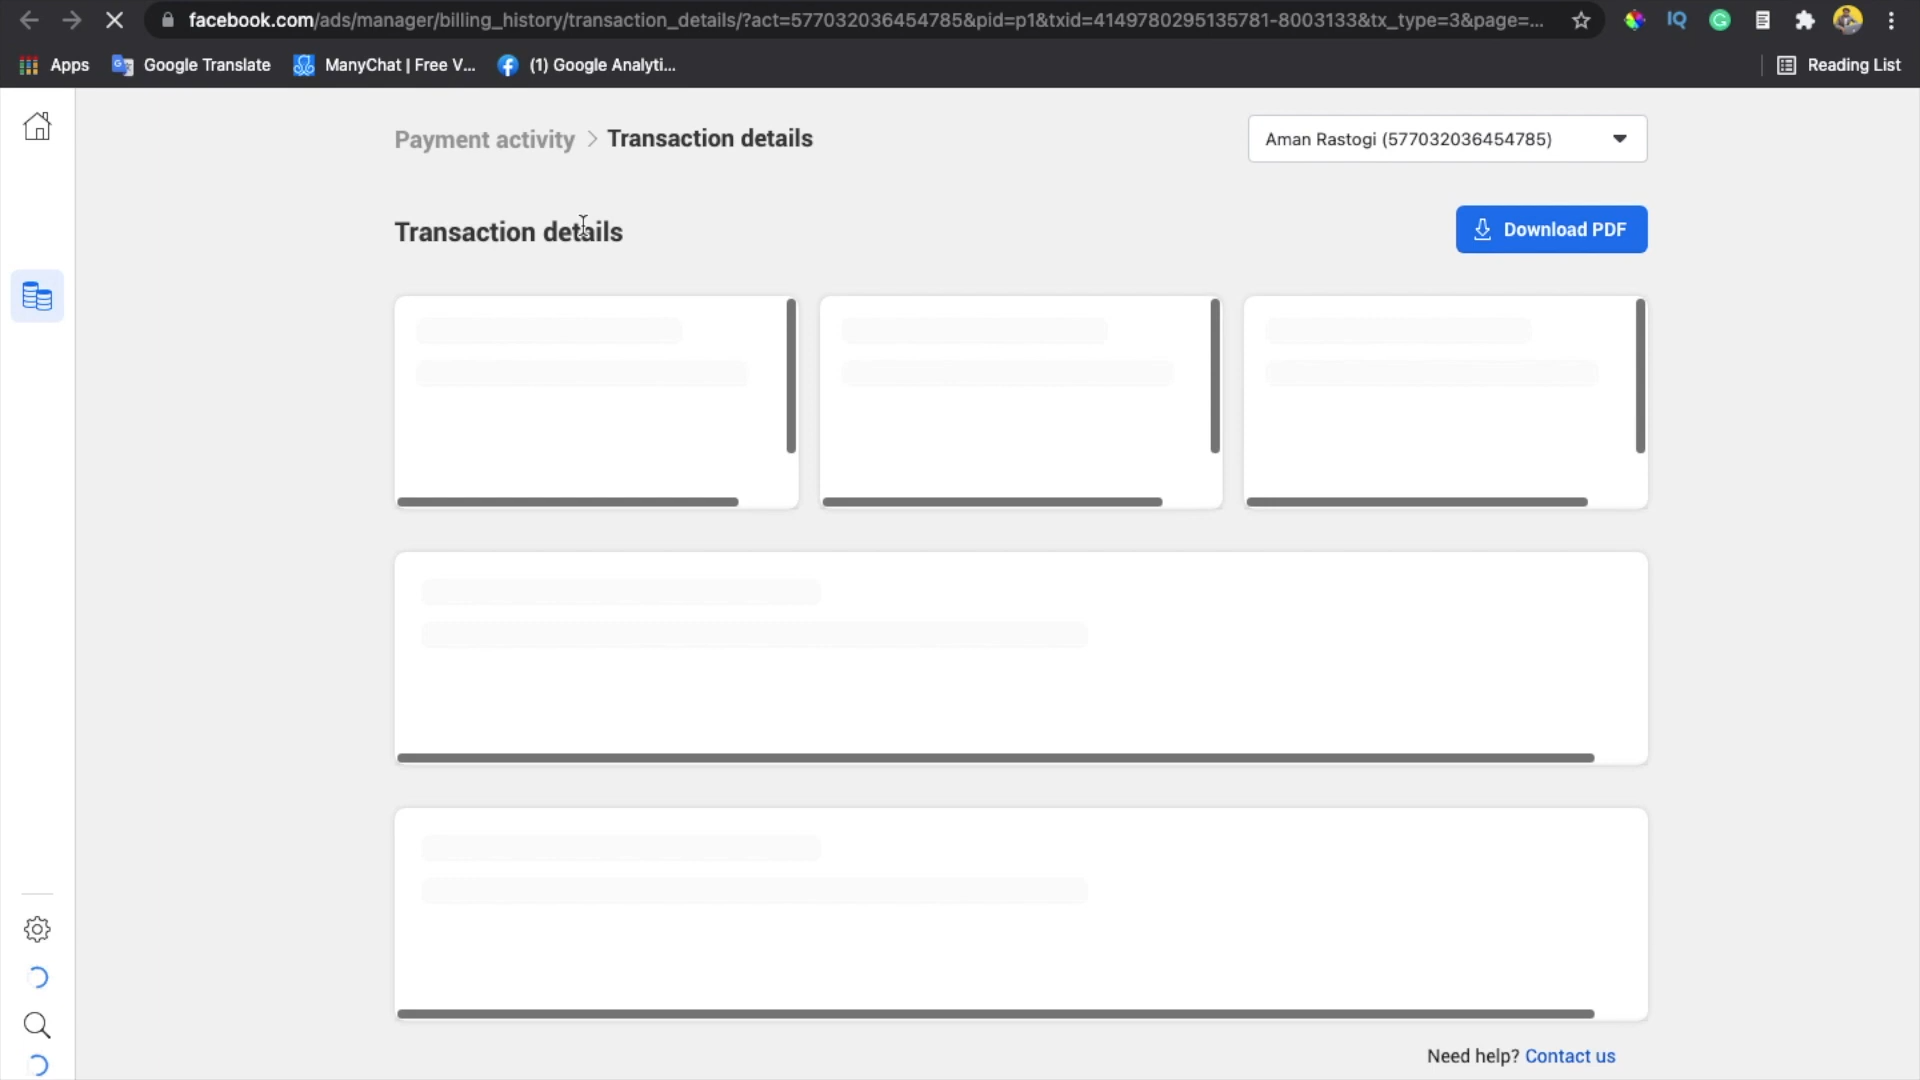 facebook.com/ads/manager/billing_history/transaction_details/?act=577032036454785&pid=p1&txid=4149780295135781-8003133&tx_type=3&page=...
IQ
G
Apps
Google Translate
ManyChat | Free V...
(1) Google Analyti...
Reading List
Payment activity > Transaction details
Aman Rastogi (577032036454785)
Transaction details
Download PDF
Need help? Contact us